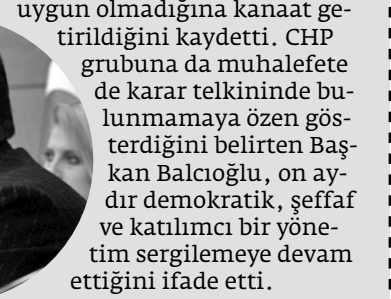 uygun olmadığına kanaat ge-
tirildiğini kaydetti. CHP
grubuna da muhalefete
de karar telkininde bu-
lunmamaya özen gös-
terdiğini belirten Baş-
kan Balcıoğlu, on ay-
dır demokratik, şeffaf
ve katılımcı bir yöne-
tim sergilemeye devam
ettiğini ifade etti.